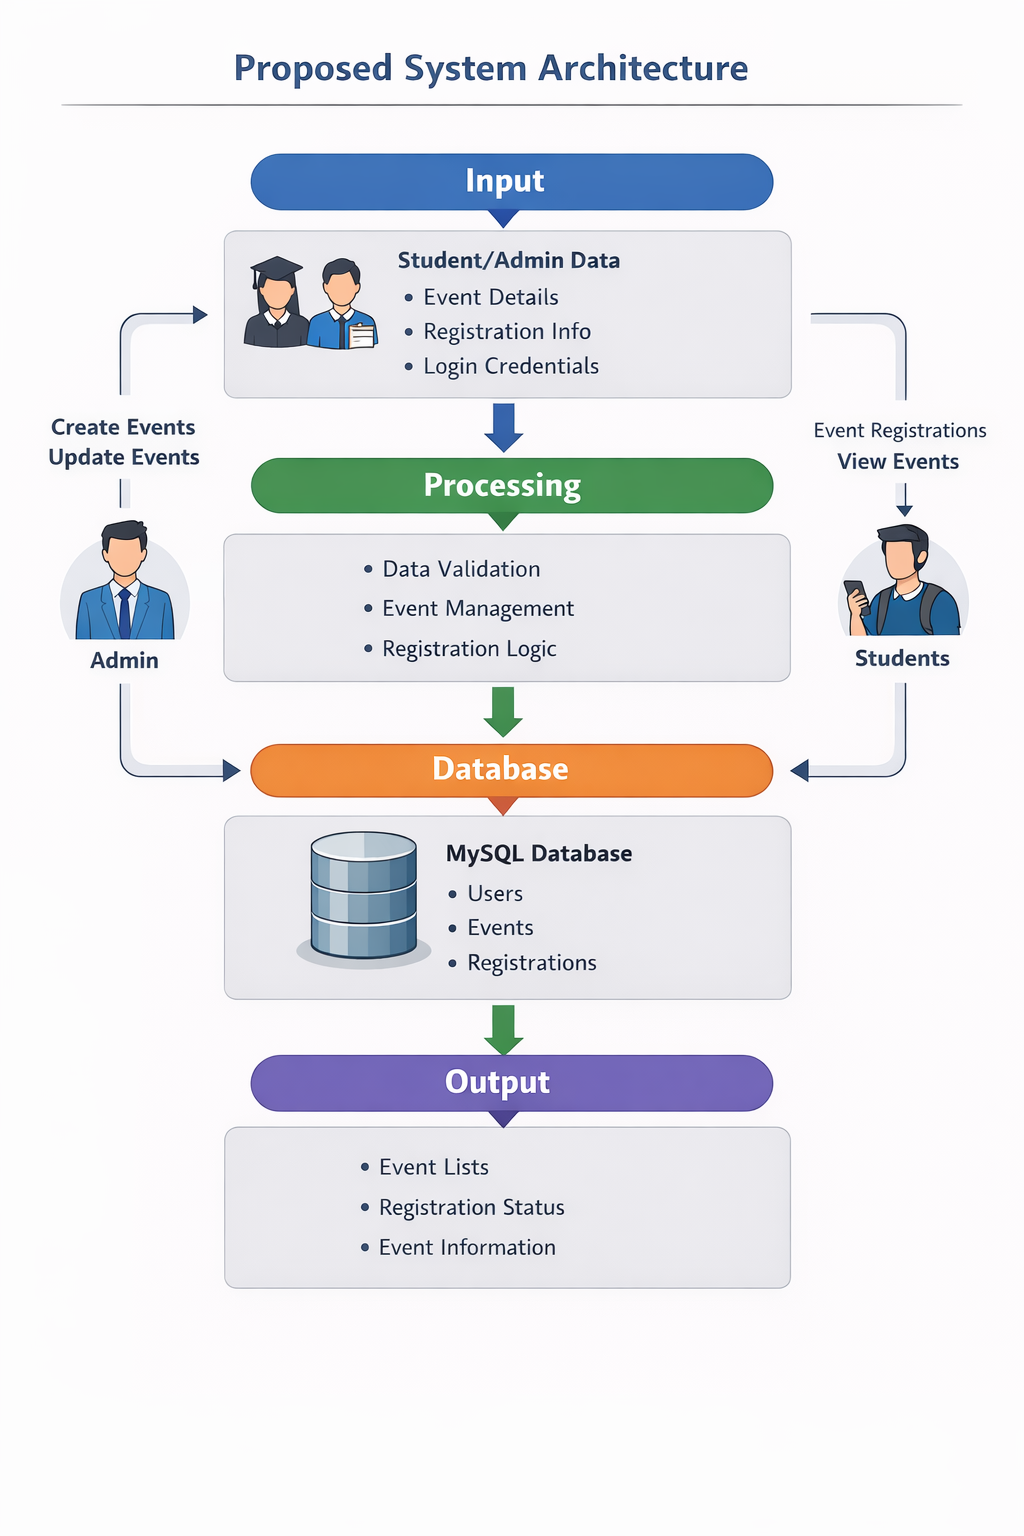 Proposed System Architecture
Input
Student/Admin Data
• Event Details
• Registration Info
• Login Credentials
Create Events
Update Events
Event Registrations
View Events
Processing
• Data Validation
• Event Management
• Registration Logic
Admin
Students
Database
MySQL Database
• Users
• Events
• Registrations
Output
• Event Lists
• Registration Status
• Event Information